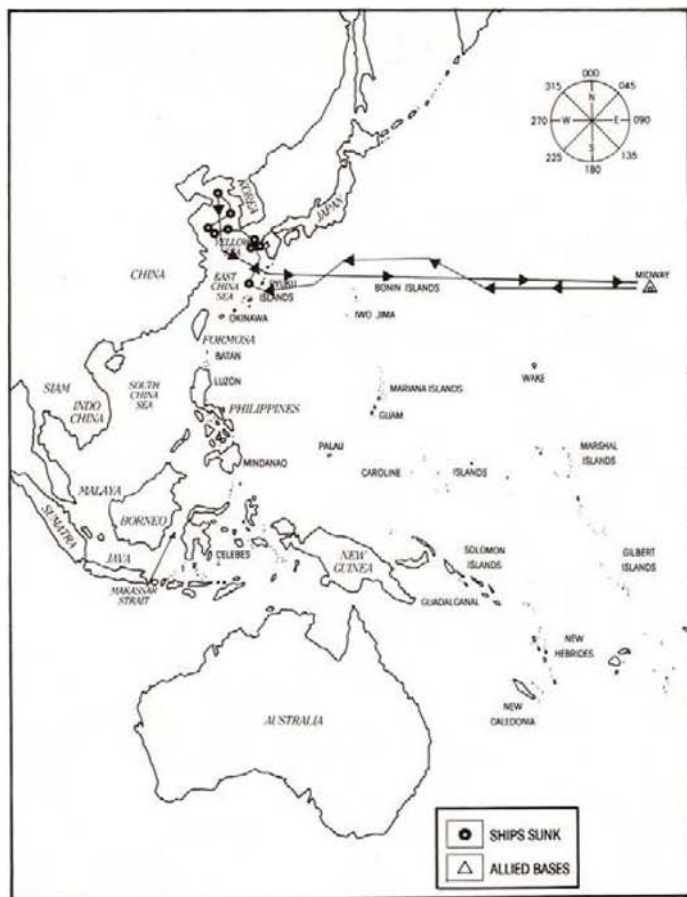 000
315
045
N
270
W
E
090
S
225
135
180
KOREA
JAPAN
YELLOW
SEA
CHINA
EAST
CHINA
SEA
RYUKU
ISLANDS
BONIN ISLANDS
MIDWAY
OKINAWA
IWO JIMA
FORMOSA
BATAN
LUZON
WAKE
SIAM
INDO
CHINA
SOUTH
CHINA
SEA
MARIANA ISLANDS
PHILIPPINES
GUAM
PALAU
MINDANAO
CAROLINE
ISLANDS
MARSHAL
ISLANDS
MALAYA
SUMATRA
BORNEO
CELEBES
JAVA
MAKASSAR
STRAIT
NEW
GUINEA
SOLOMON
ISLANDS
GILBERT
ISLANDS
GUADALCANAL
NEW
HEBRIDES
NEW
CALEDONIA
AUSTRALIA
SHIPS SUNK
ALLIED BASES